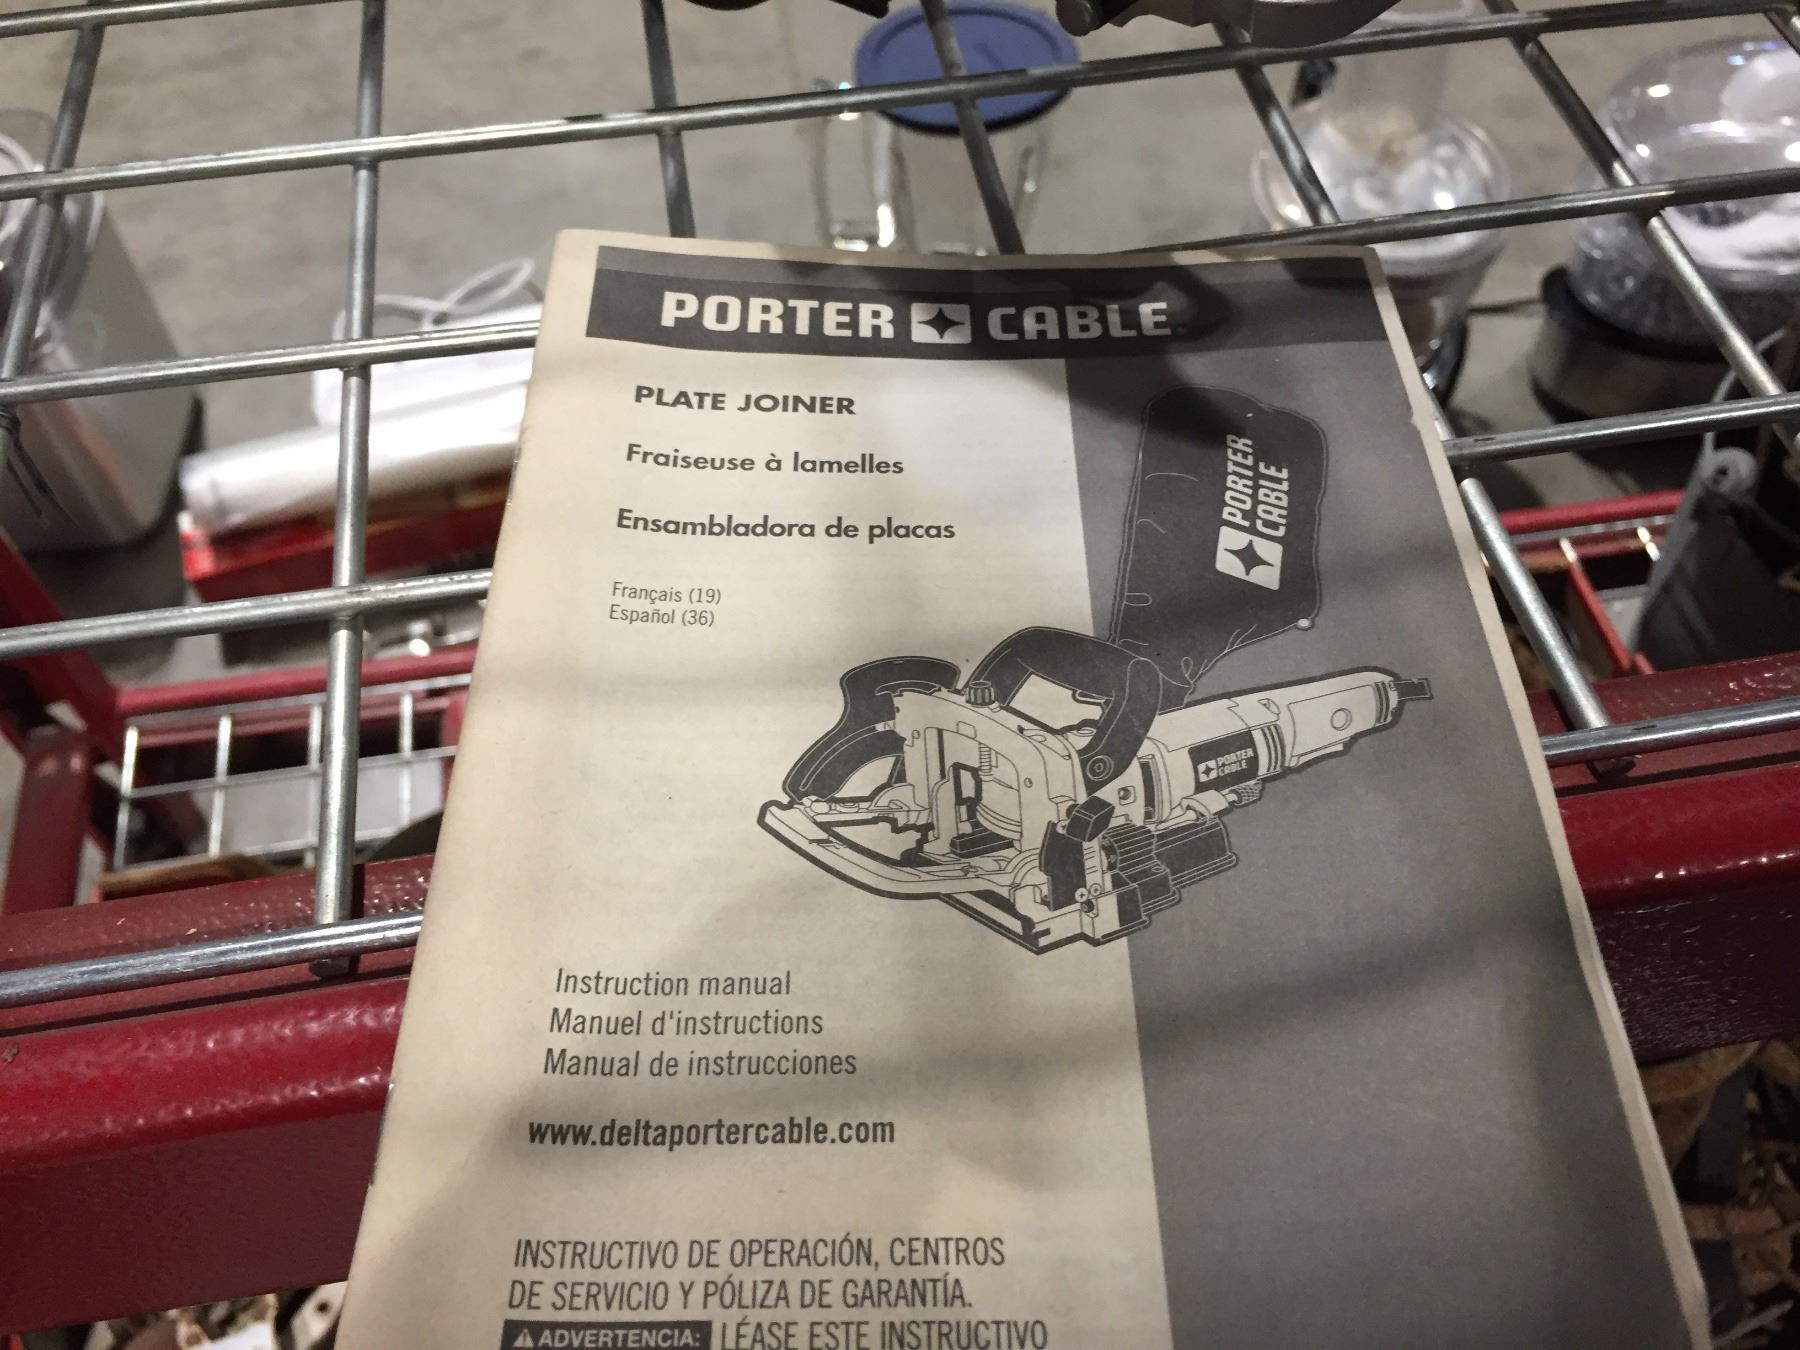 PORTER CABLE
PLATE JOINER
Fraiseuse à lamelles
Ensambladora de placas
Français (19)
Español (36)
PORTER
CABLE
PORTER
CABLE
Instruction manual
Manuel d'instructions
Manual de instrucciones
www.deltaportercable.com
INSTRUCTIVO DE OPERACIÓN, CENTROS
DE SERVICIO Y PÓLIZA DE GARANTÍA.
ADVERTENCIA: LÉASE ESTE INSTRUCTIVO